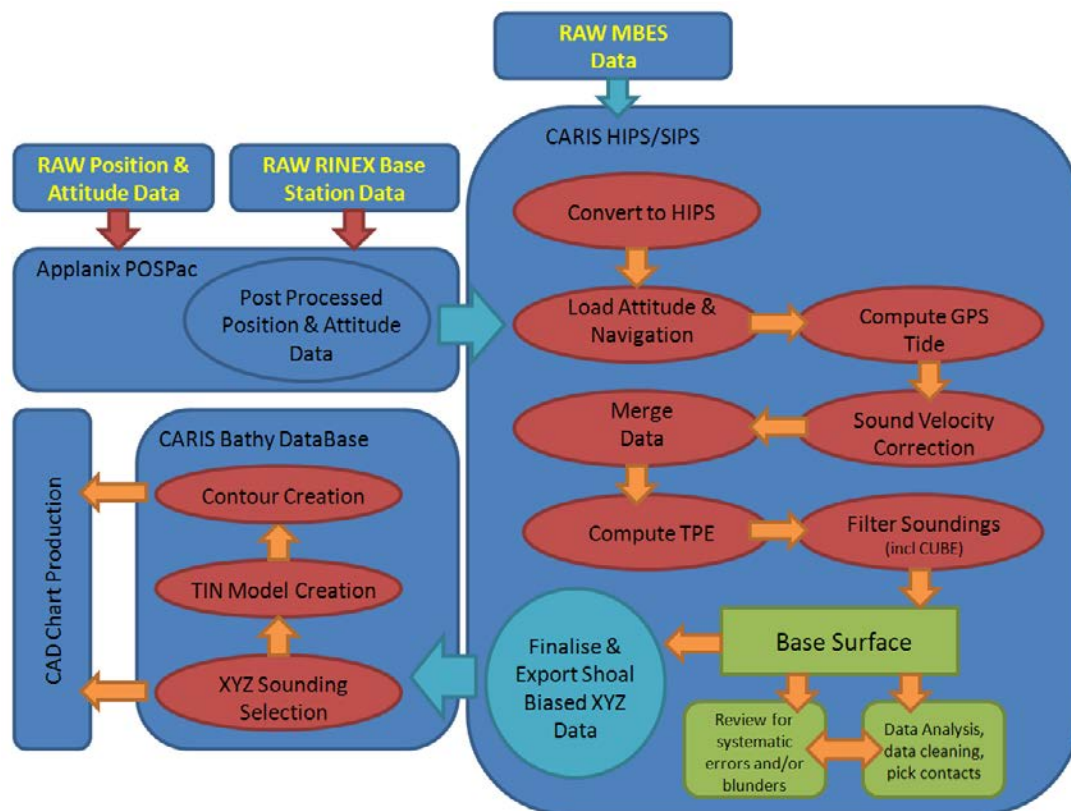 RAW MBES
Data
CARIS HIPS/SIPS
RAW Position &
Attitude Data
RAW RINEX Base
Station Data
Applanix POSPac
Post Processed
Position & Attitude
Data
Convert to HIPS
Load Attitude &
Navigation
Compute GPS
Tide
Merge
Data
Sound Velocity
Correction
Compute TPE
Filter Soundings
(incl CUBE)
Base Surface
Review for
systematic
errors and/or
blunders
Data Analysis,
data cleaning,
pick contacts
Finalise &
Export Shoal
Biased XYZ
Data
CARIS Bathy DataBase
Contour Creation
TIN Model Creation
XYZ Sounding
Selection
CAD Chart Production